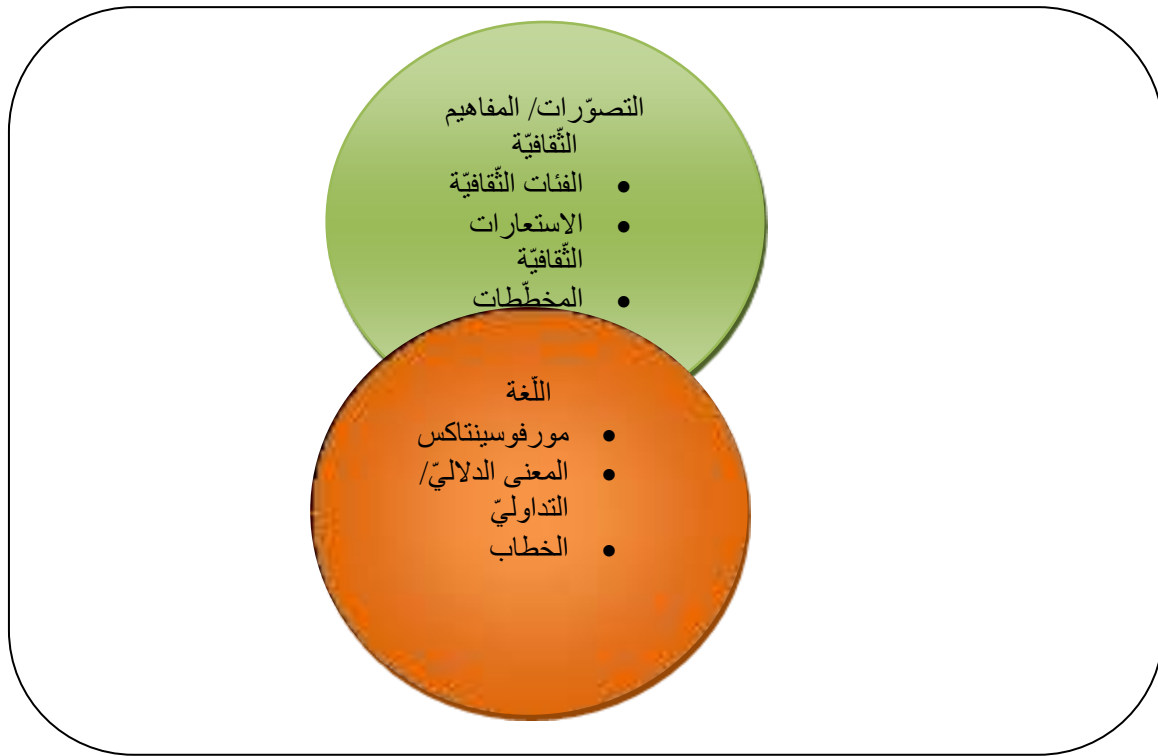 التصوّرات/ المفاهيم
الثّقافيّة
• الفئات الثّقافيّة
• الاستعارات
الثّقافيّة
• المخطّطات
اللّغة
• مورفوسينتاكس
• المعنى الدلاليّ/
التداوليّ
• الخطاب